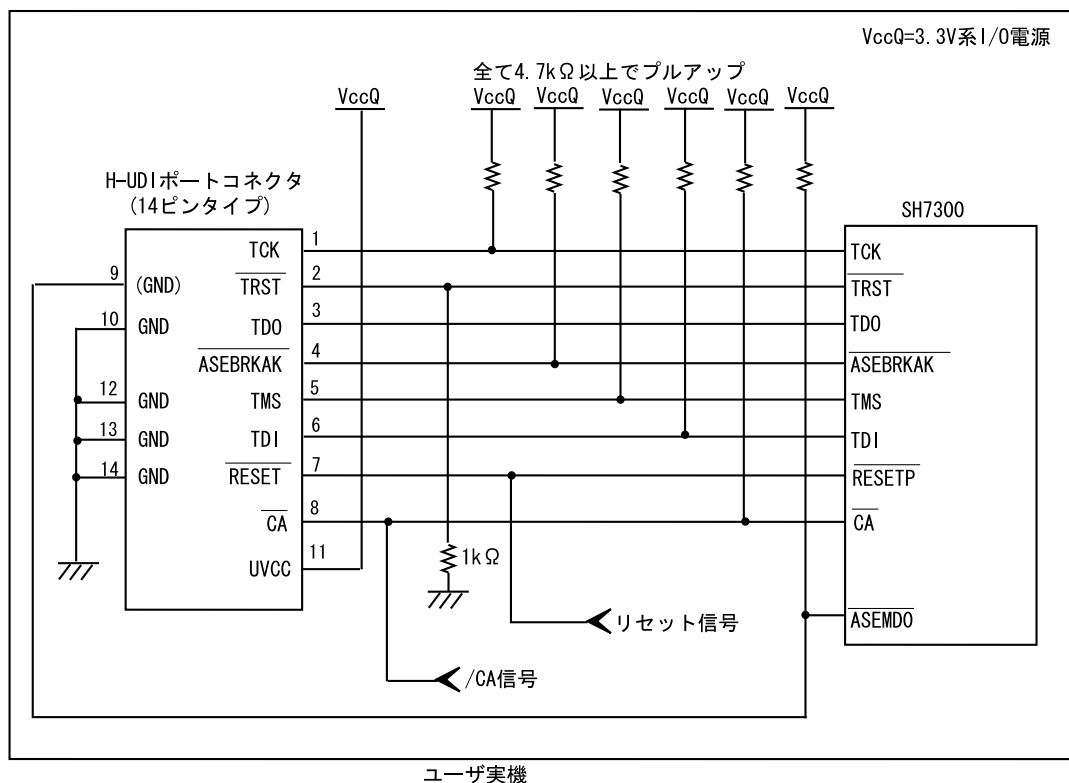 VccQ=3.3V系I/O電源
全て4.7kΩ以上でプルアップ
VccQ VccQ VccQ VccQ VccQ VccQ VccQ
H-UDIポートコネクタ
(14ピンタイプ)
SH7300
TCK 1 TCK
9 (GND) TRST 2 TRST
10 GND TDO 3 TDO
ASEBRKAK 4 ASEBRKAK
12 GND TMS 5 TMS
13 GND TDI 6 TDI
14 GND RESET 7 RESETP
CA 8 CA
UVCC 11
1kΩ
リセット信号
ASEMD0
/CA信号
ユーザ実機